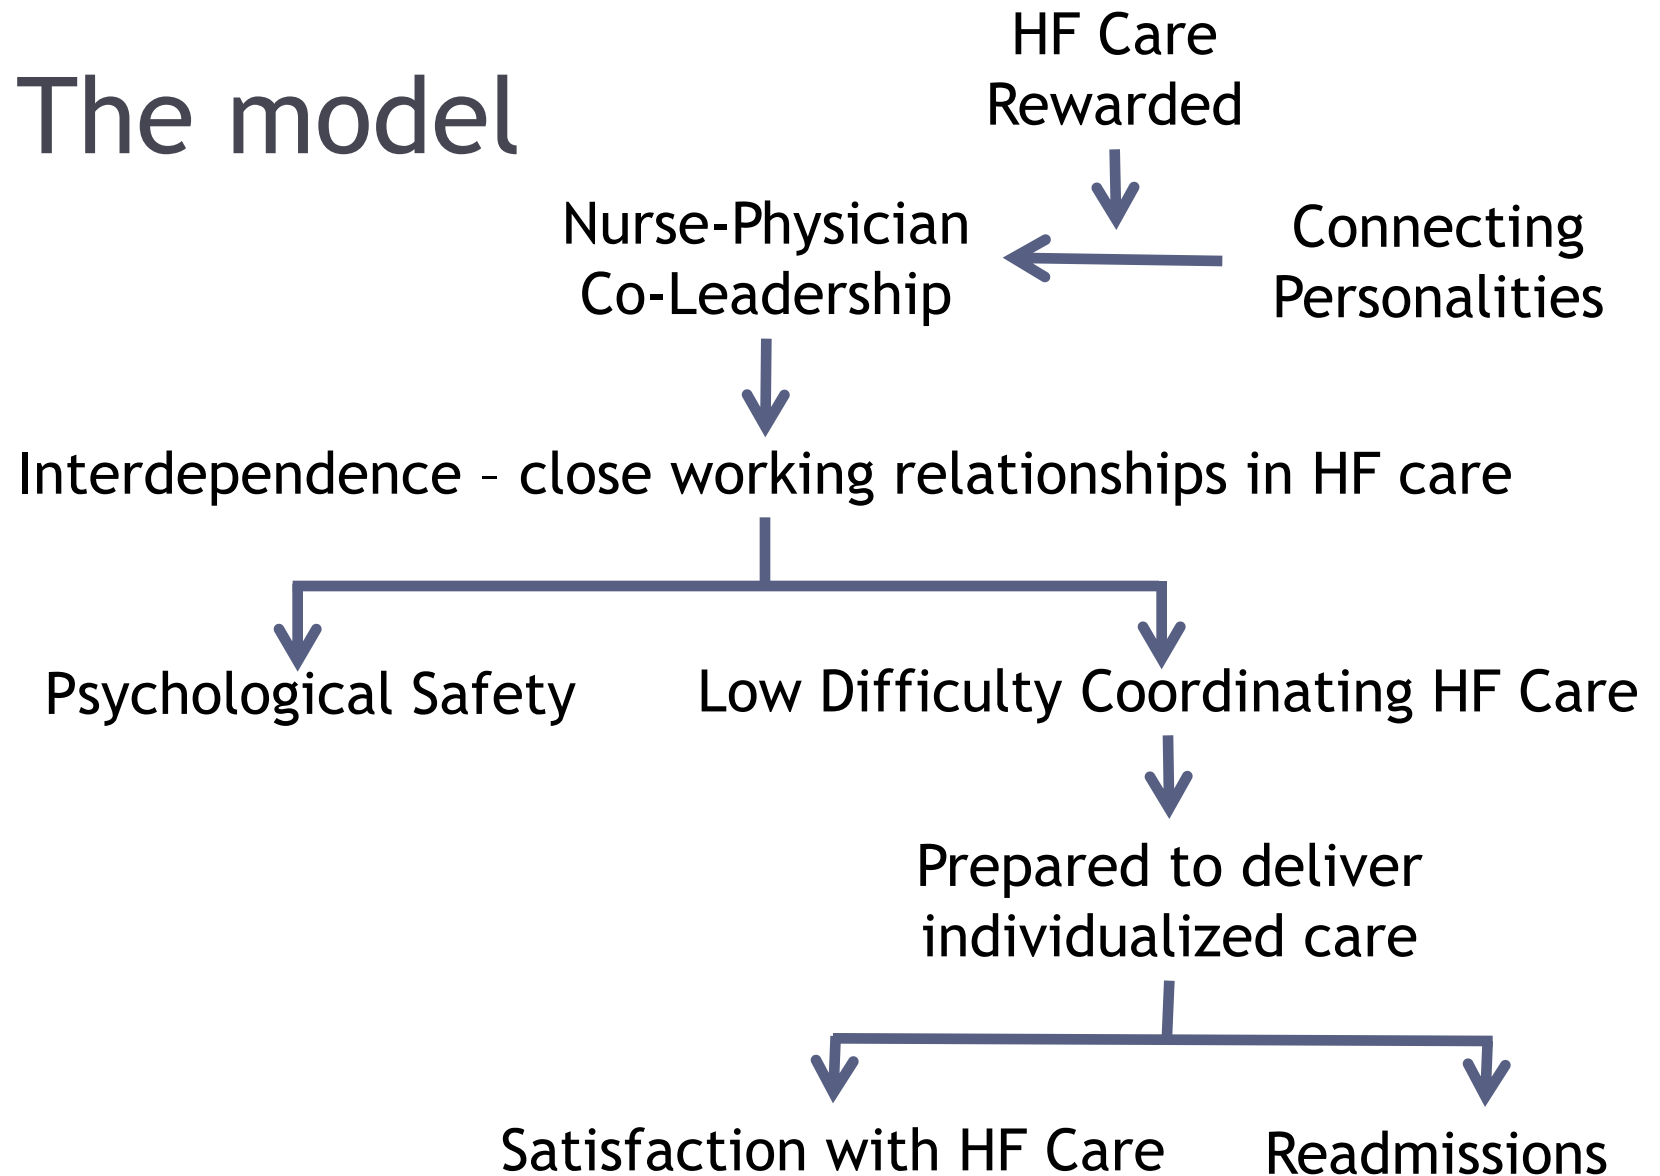 HF Care
Rewarded
The model
Nurse-Physician
Co-Leadership
Connecting
Personalities
Interdependence – close working relationships in HF care
Psychological Safety
Low Difficulty Coordinating HF Care
Prepared to deliver
individualized care
Satisfaction with HF Care
Readmissions